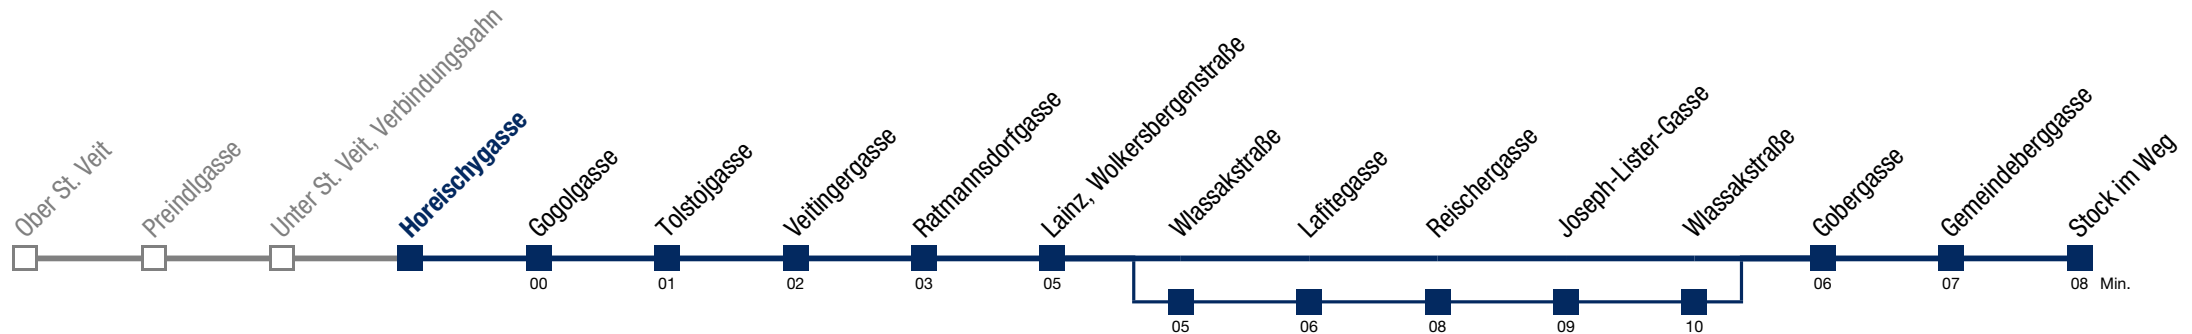 Ober St. Veit
Preindlgasse
Unter St. Veit, Verbindungsbahn
Horeischygasse
Gogolgasse
Tolstojgasse
Veitingergasse
Ratmannsdorfgasse
Lainz, Wolkersbergenstraße
Wlassakstraße
Lafitegasse
Reischergasse
Joseph-Lister-Gasse
Wlassakstraße
Gobergasse
Gemeindeberggasse
Stock im Weg
00 01 02 03 05 06 07 08 Min.
05 06 08 09 10